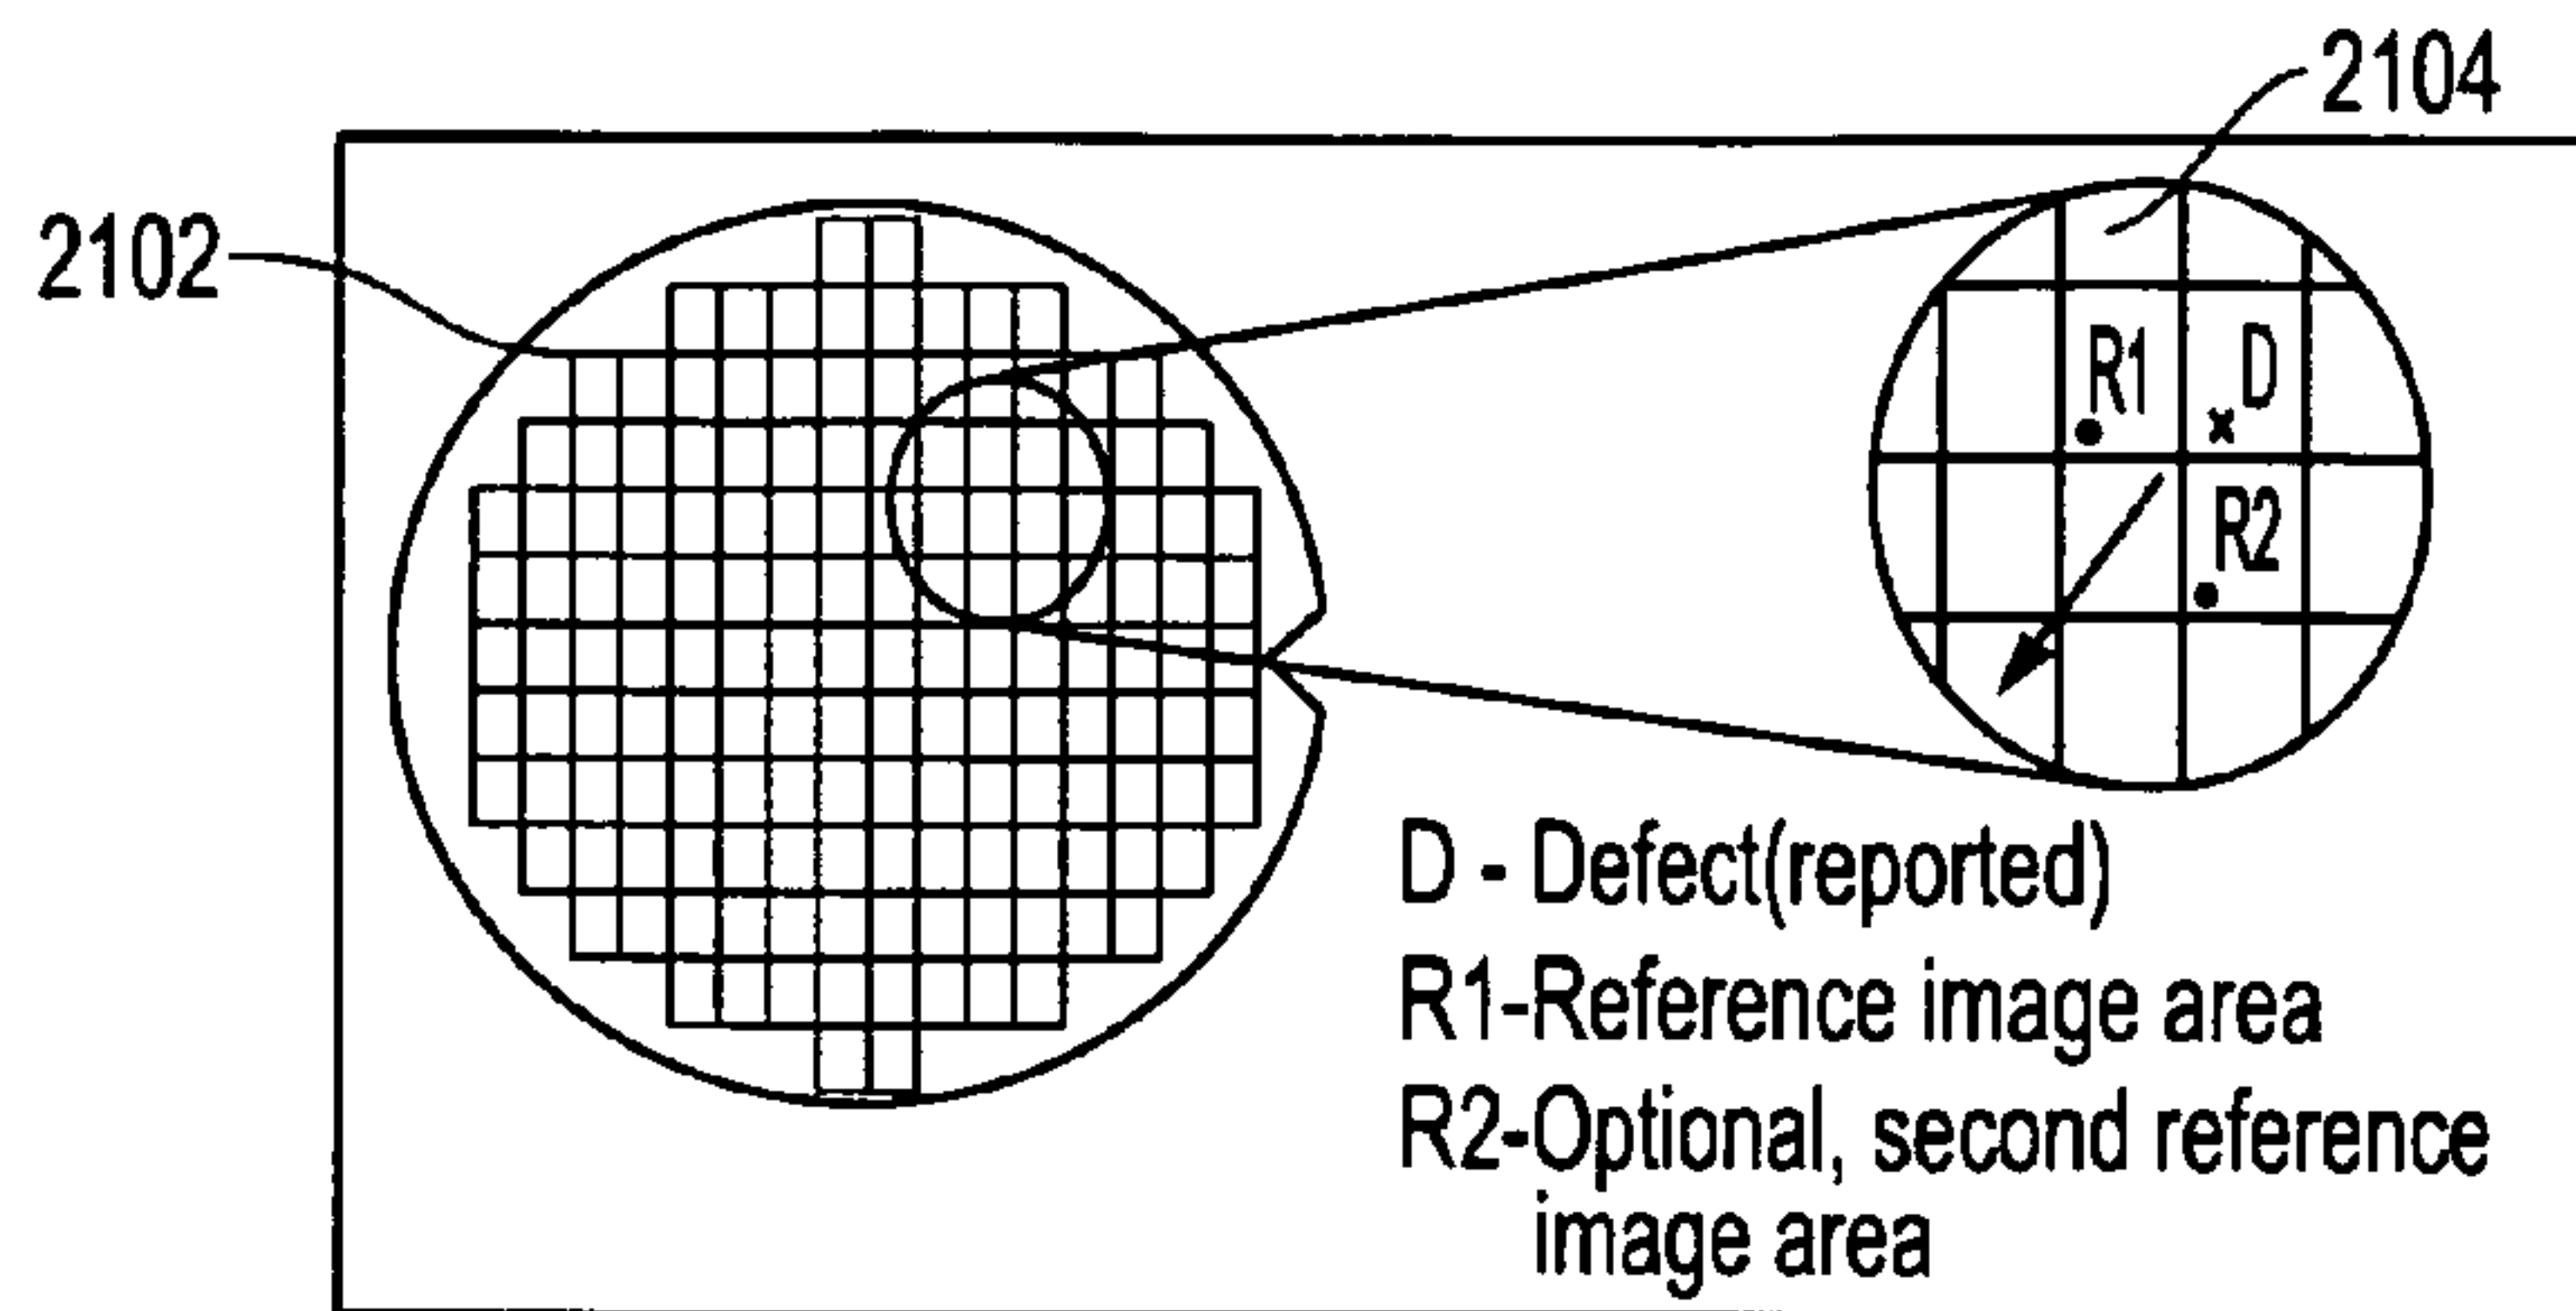 2104
2102
R1
D
R2
D - Defect(reported)
R1-Reference image area
R2-Optional, second reference
image area